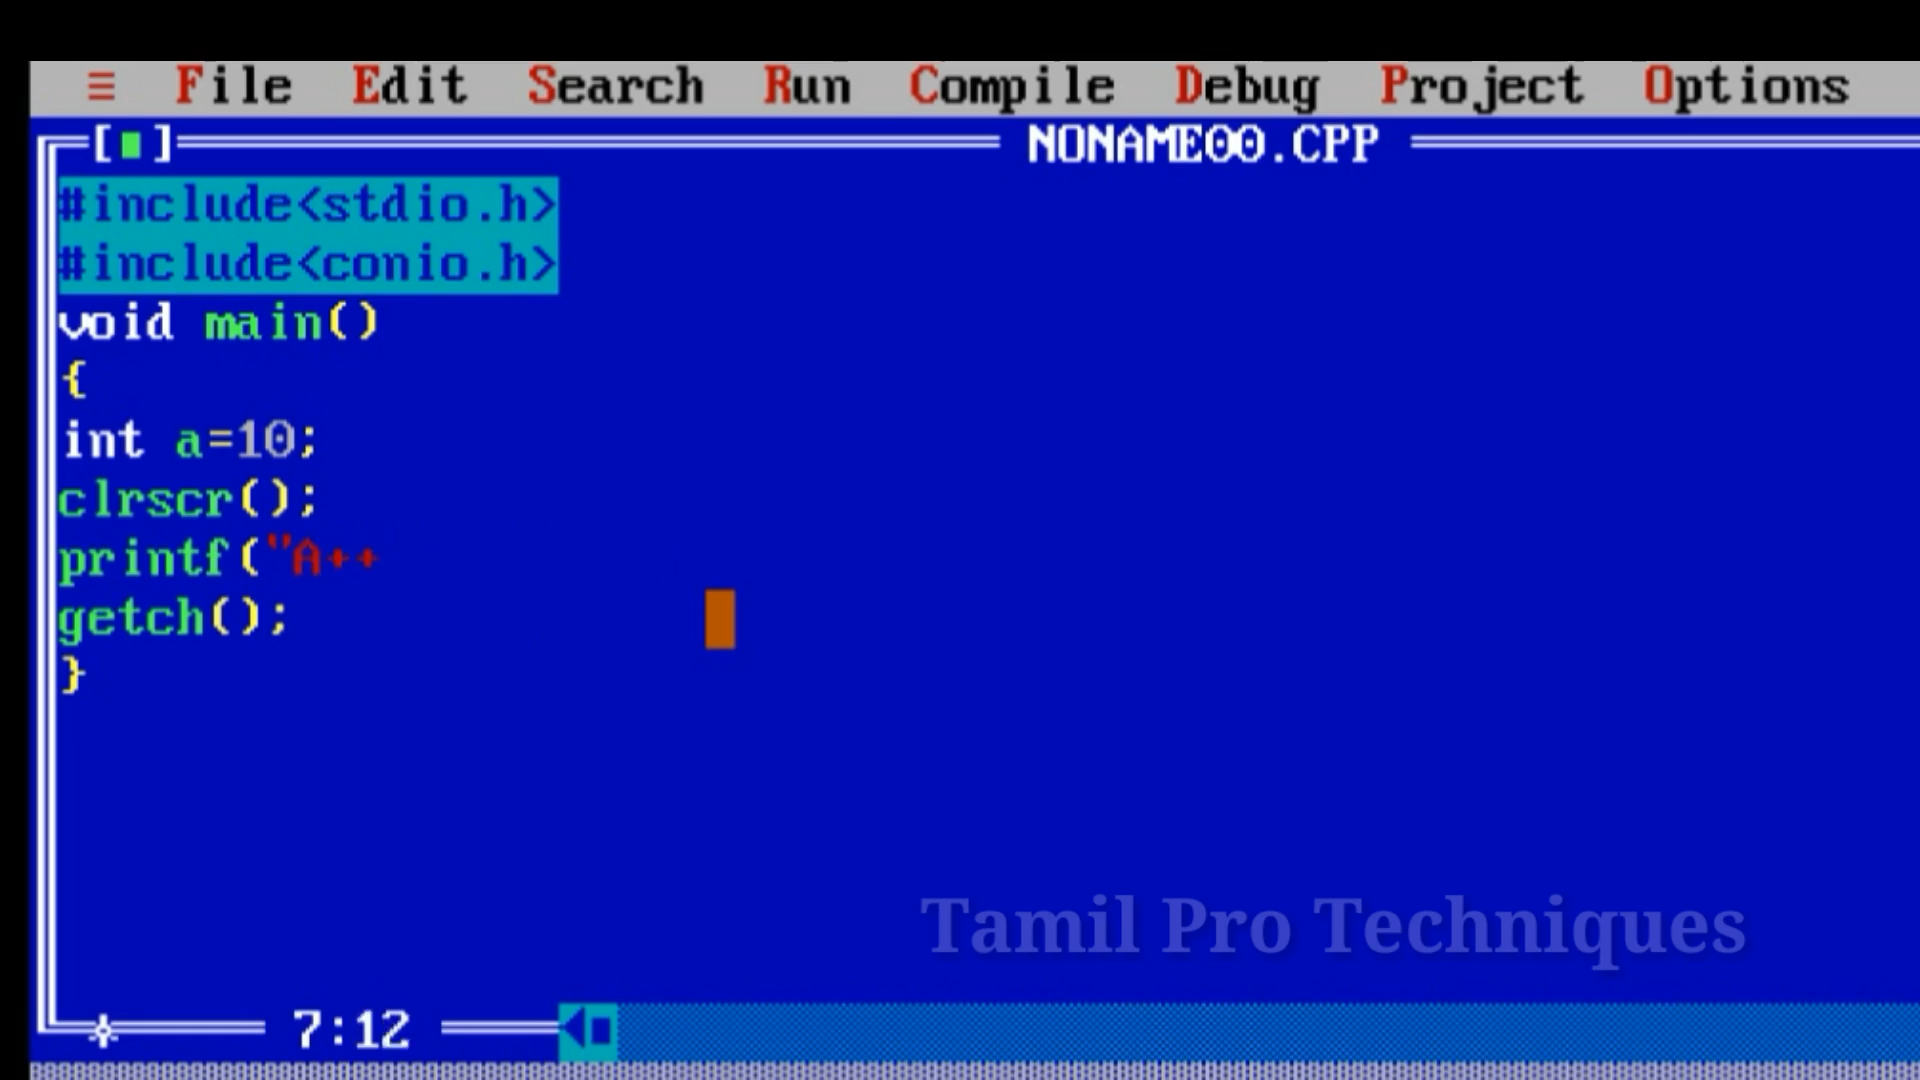 ≡ File Edit Search Run Compile Debug Project Options
[■] NONAME00.CPP
#include<stdio.h>
#include<conio.h>
void main()
{
int a=10;
clrscr();
printf("A++
getch();
}
Tamil Pro Techniques
7:12